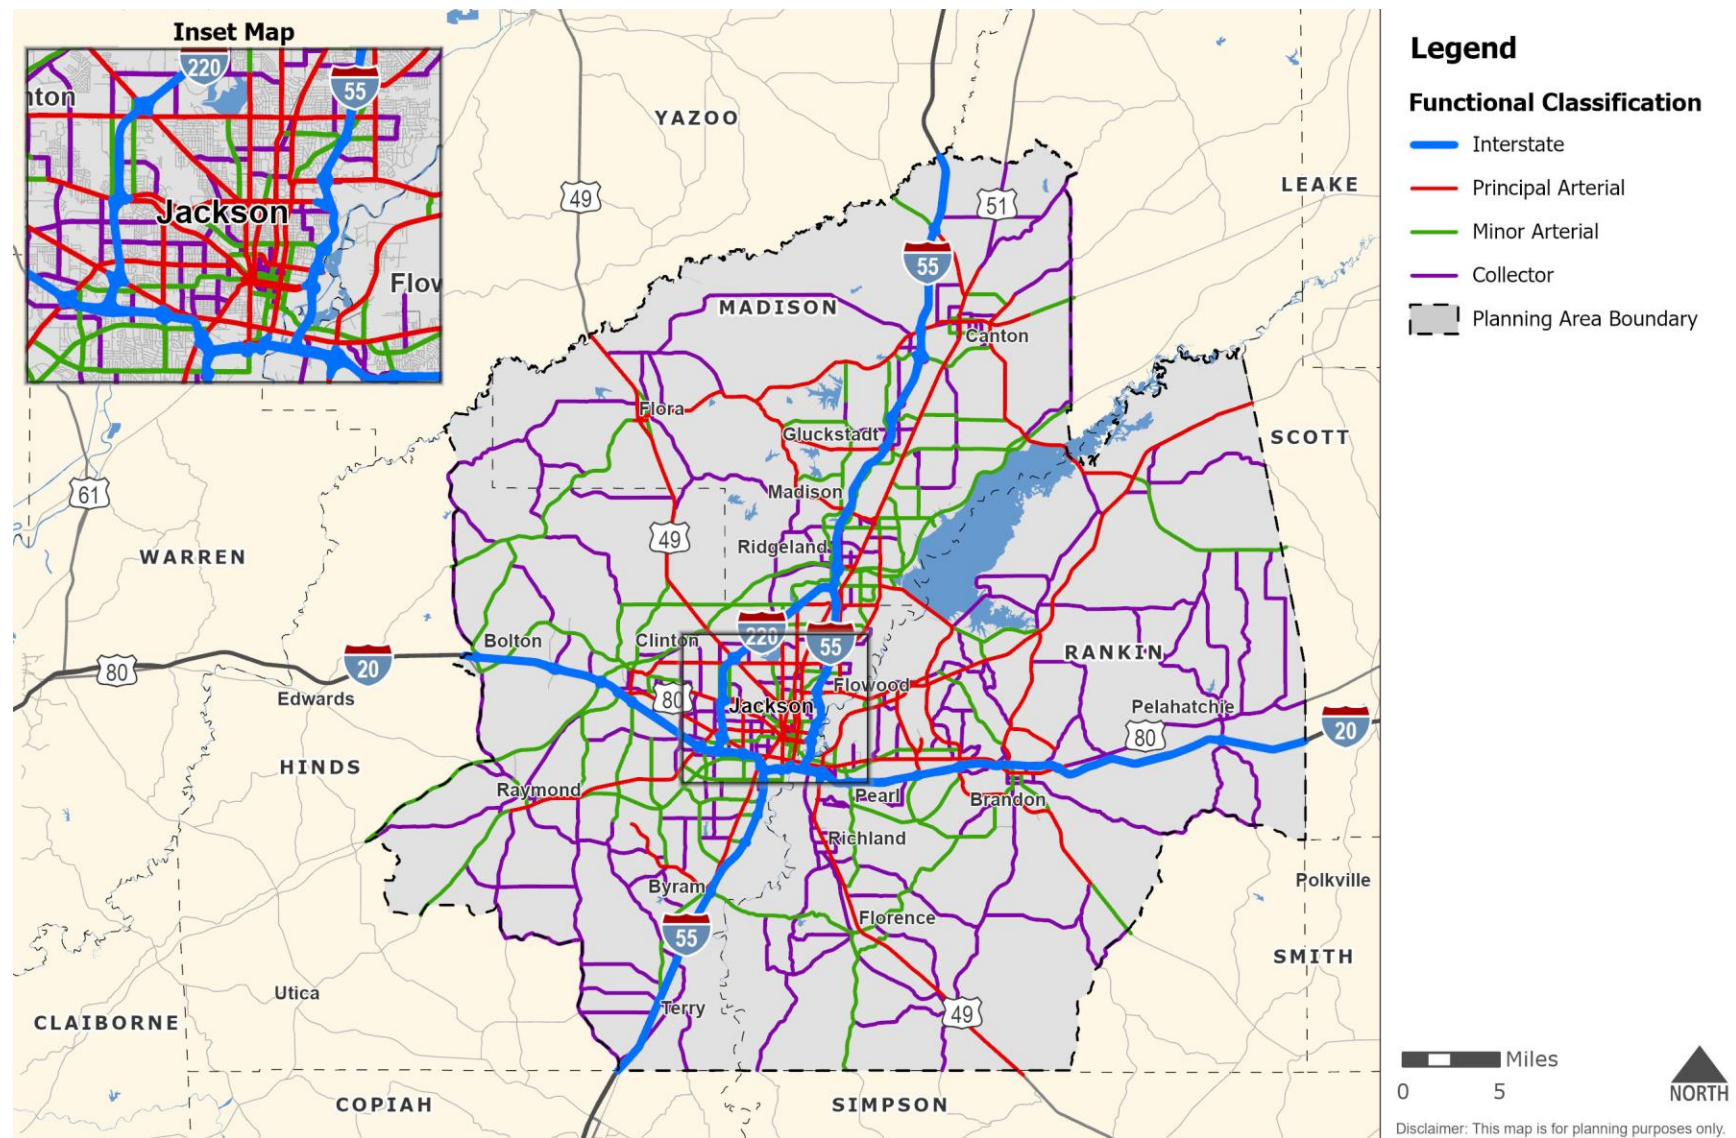 Inset Map
220
55
nton
Jackson
Flow
YAZOO
LEAKE
49
51
55
MADISON
Canton
Flora
Gluckstadt
SCOTT
61
Madison
49
Ridgeland
WARREN
Bolton
Clinton
220
55
RANKIN
80
20
Edwards
80
Flowood
Jackson
Pelahatchie
80
20
HINDS
Raymond
Pearl
Brandon
Richland
Byram
Polkville
55
Florence
SMITH
Utica
Terry
49
CLAIBORNE
COPIAH
SIMPSON
Legend
Functional Classification
Interstate
Principal Arterial
Minor Arterial
Collector
Planning Area Boundary
Miles
0 5
NORTH
Disclaimer: This map is for planning purposes only.